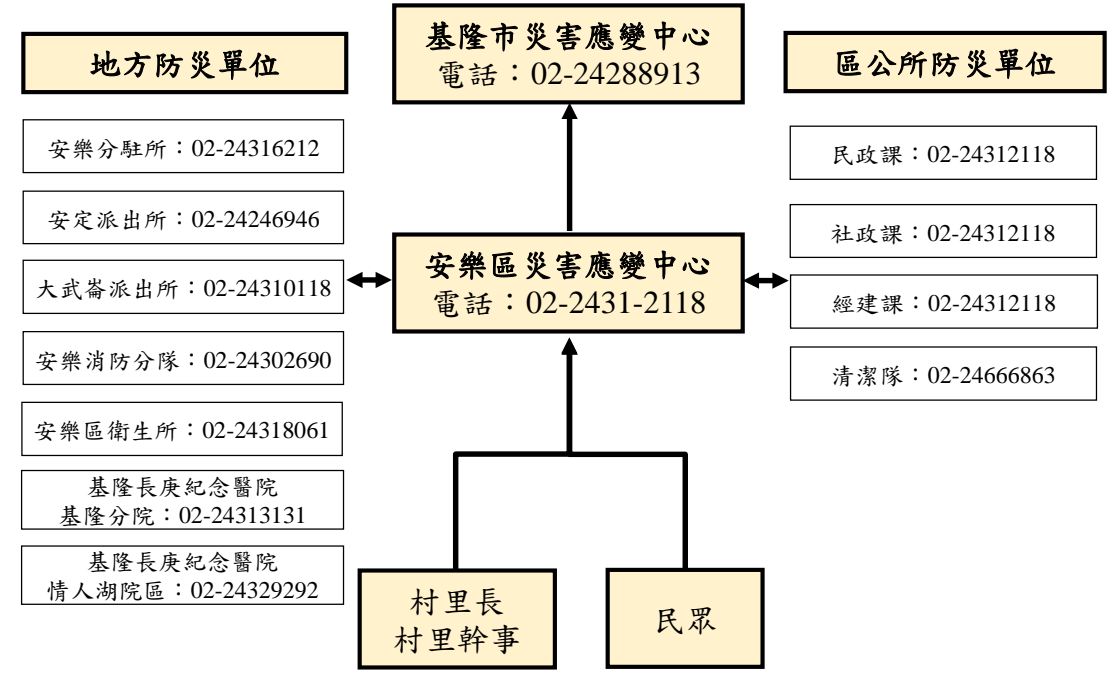 地方防災單位
安樂分駐所：02-24316212
安定派出所：02-24246946
大武崙派出所：02-24310118
安樂消防分隊：02-24302690
安樂區衛生所：02-24318061
基隆長庚紀念醫院
基隆分院：02-24313131
基隆長庚紀念醫院
情人湖院區：02-24329292
基隆市災害應變中心
電話：02-24288913
安樂區災害應變中心
電話：02-2431-2118
村里長
村里幹事
民眾
區公所防災單位
民政課：02-24312118
社政課：02-24312118
經建課：02-24312118
清潔隊：02-24666863